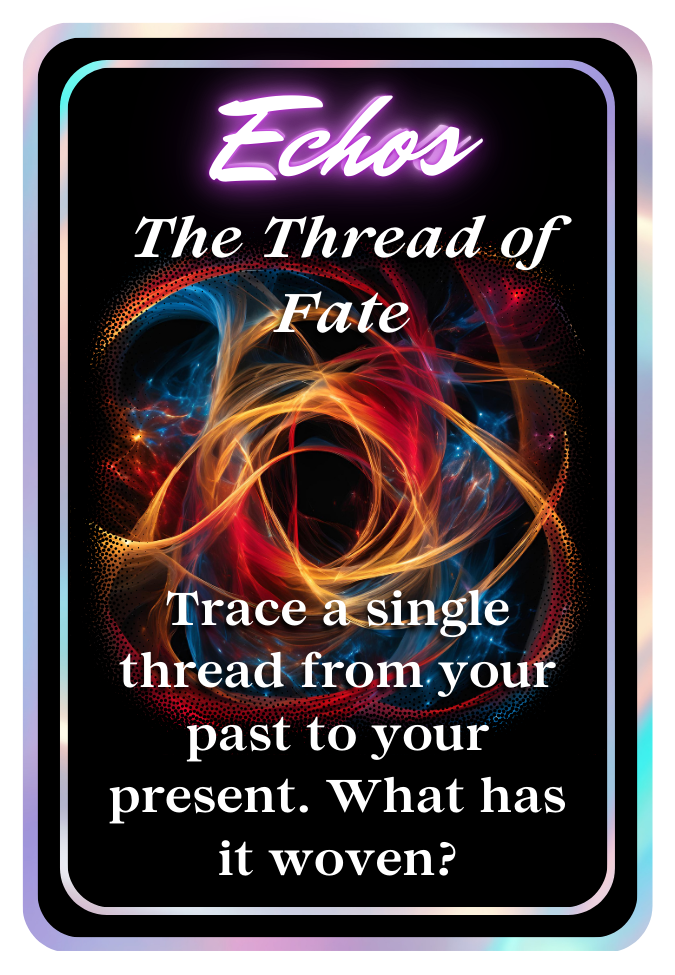 Echos
The Thread of
Fate
Trace a single
thread from your
past to your
present. What has
it woven?